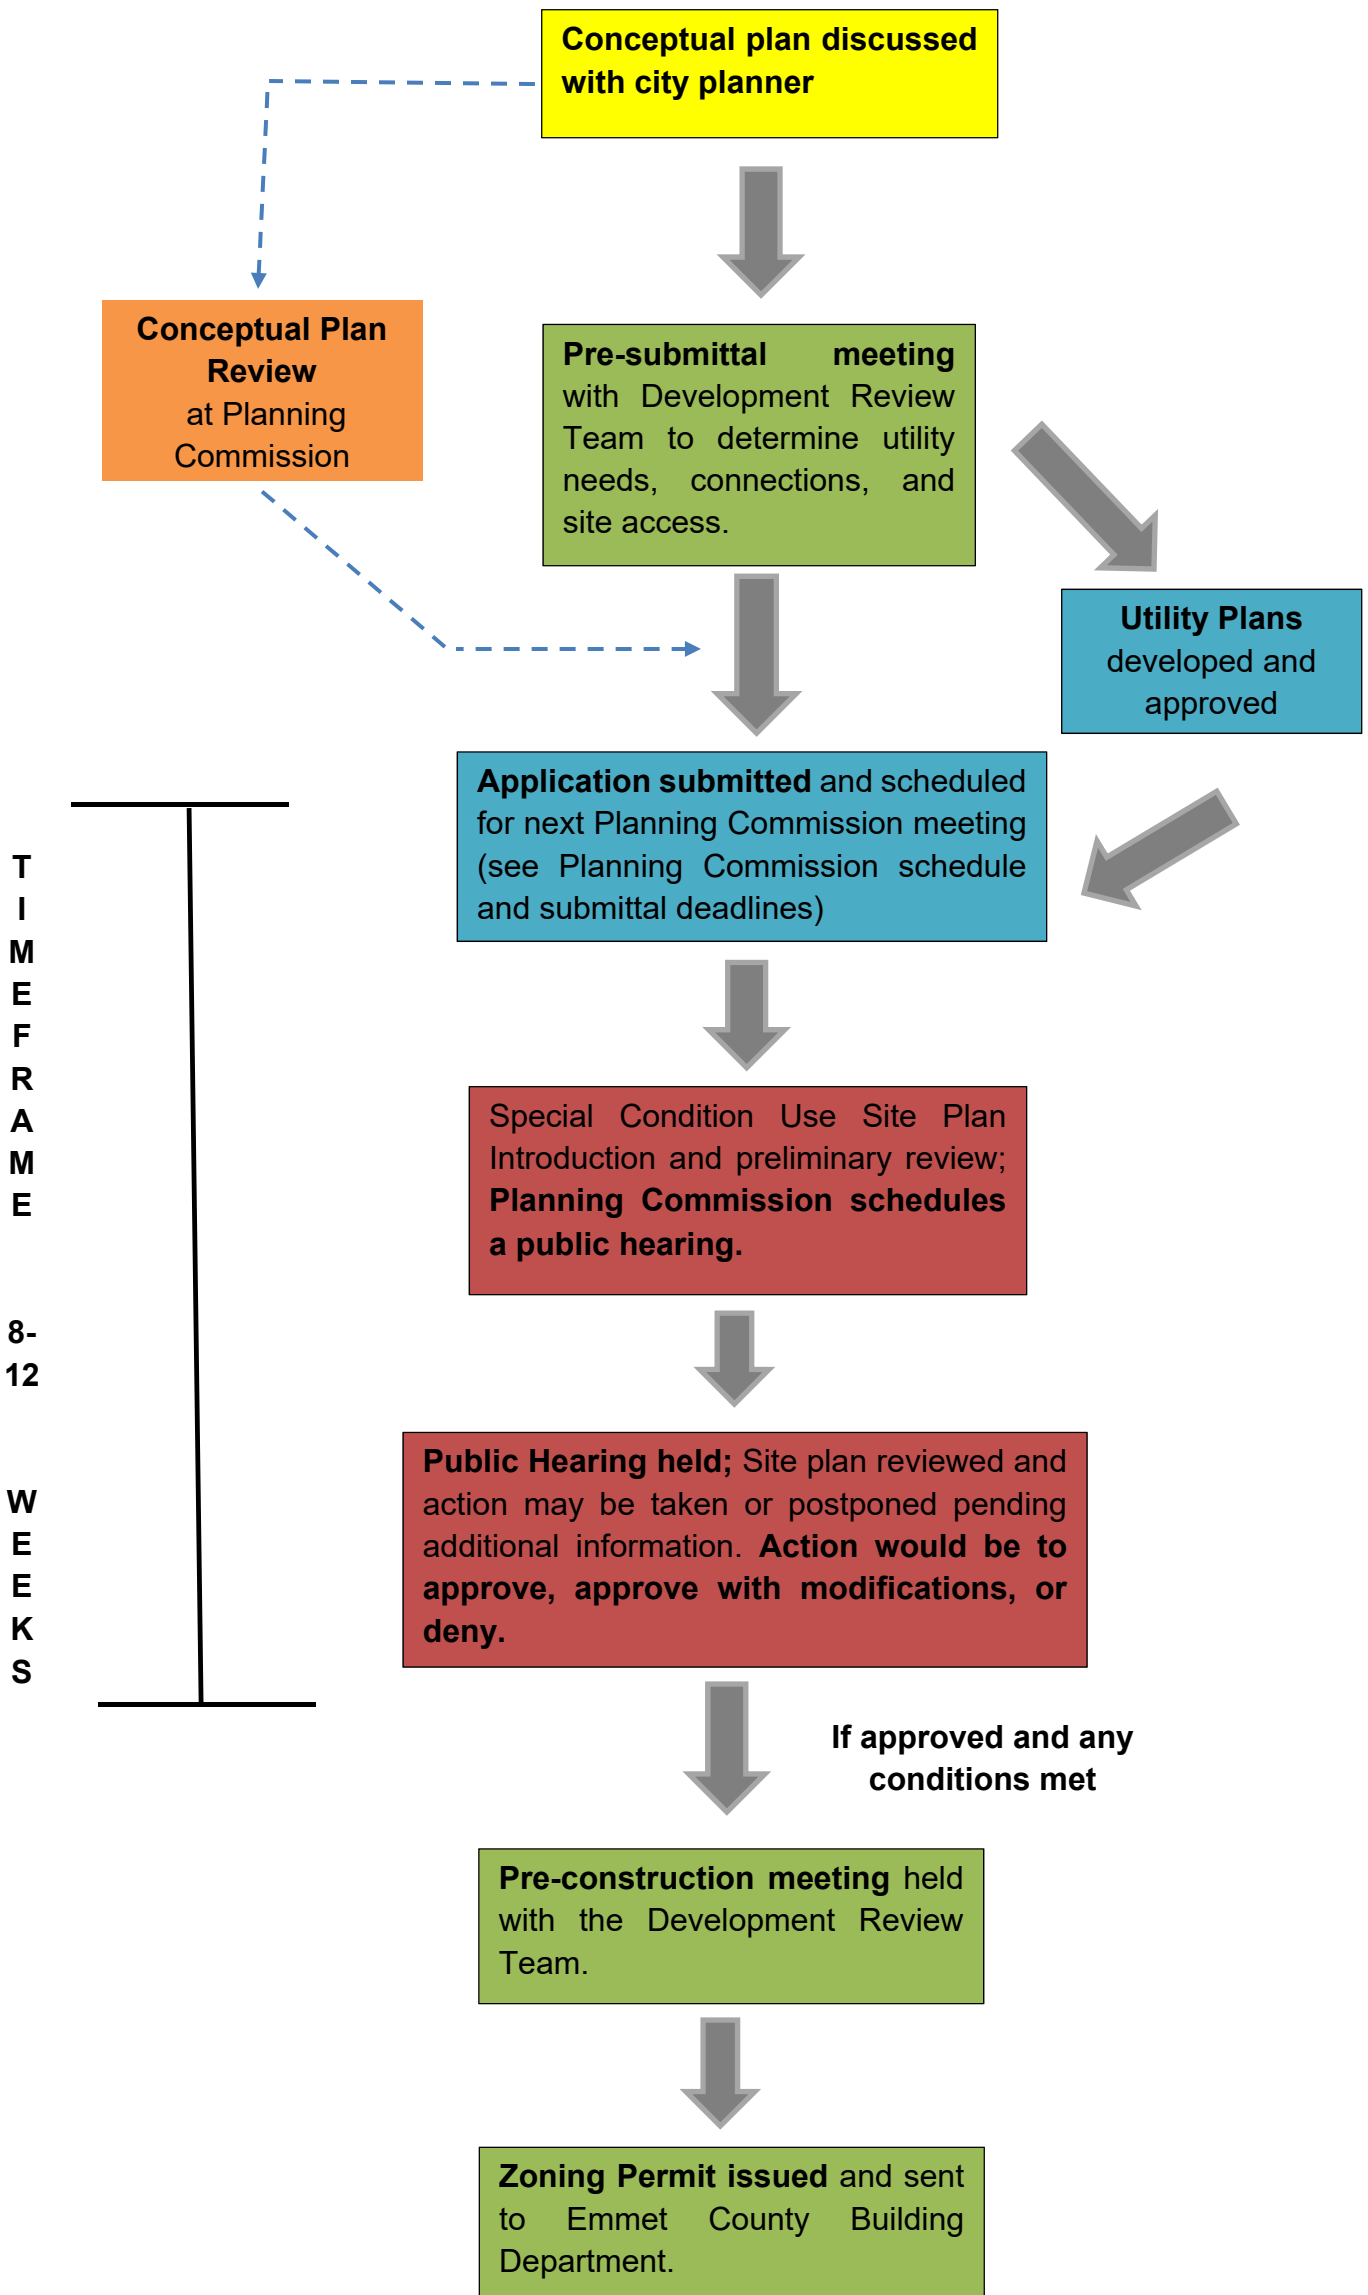 Conceptual plan discussed
with city planner
Conceptual Plan
Review
at Planning
Commission
Pre-submittal meeting
with Development Review
Team to determine utility
needs, connections, and
site access.
Utility Plans
developed and
approved
Application submitted and scheduled
for next Planning Commission meeting
(see Planning Commission schedule
and submittal deadlines)
T
I
M
E
F
R
A
M
E
8-
12
W
E
E
K
S
Special Condition Use Site Plan
Introduction and preliminary review;
Planning Commission schedules
a public hearing.
Public Hearing held; Site plan reviewed and
action may be taken or postponed pending
additional information. Action would be to
approve, approve with modifications, or
deny.
If approved and any
conditions met
Pre-construction meeting held
with the Development Review
Team.
Zoning Permit issued and sent
to Emmet County Building
Department.